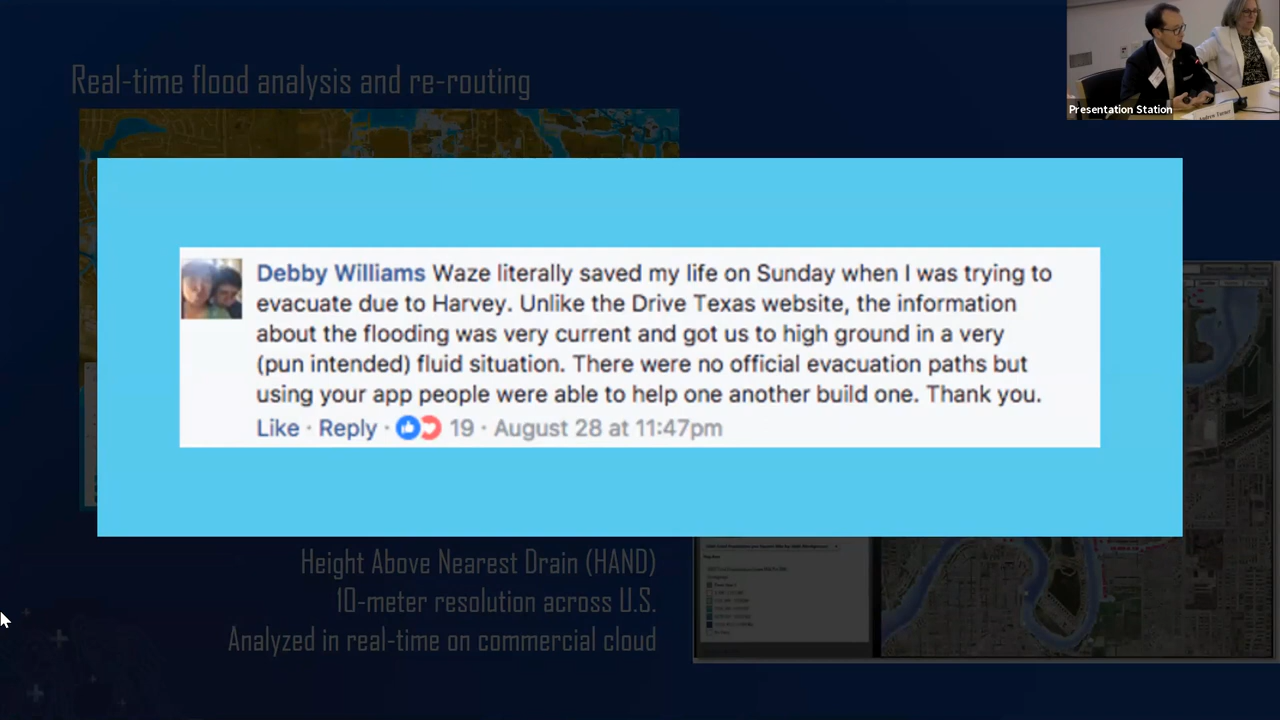 Real-time flood analysis and re-routing
Presentation Station
Debby Williams Waze literally saved my life on Sunday when I was trying to
evacuate due to Harvey. Unlike the Drive Texas website, the information
about the flooding was very current and got us to high ground in a very
(pun intended) fluid situation. There were no official evacuation paths but
using your app people were able to help one another build one. Thank you.
Like · Reply · 19 · August 28 at 11:47pm
Height Above Nearest Drain (HAND)
10-meter resolution across U.S.
Analyzed in real-time on commercial cloud